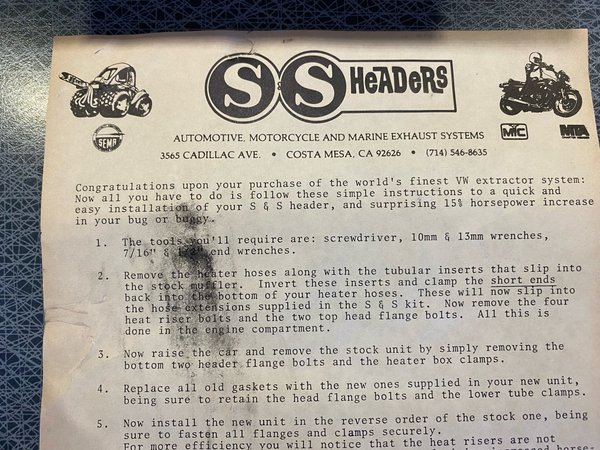 S & S HEADERS
SEMA
MIC
AUTOMOTIVE, MOTORCYCLE AND MARINE EXHAUST SYSTEMS
3565 CADILLAC AVE. • COSTA MESA, CA 92626 • (714) 546-8635
Congratulations upon your purchase of the world's finest VW extractor system:
Now all you have to do is follow these simple instructions to a quick and
easy installation of your S & S header, and surprising 15% horsepower increase
in your bug or buggy.
1. The tools you'll require are: screwdriver, 10mm & 13mm wrenches,
7/16" & end wrenches.
2. Remove the heater hoses along with the tubular inserts that slip into
the stock muffler. Invert these inserts and clamp the short ends
back into the bottom of your heater hoses. These will now slip into
the hose extensions supplied in the S & S kit. Now remove the four
heat riser bolts and the two top head flange bolts. All this is
done in the engine compartment.
3. Now raise the car and remove the stock unit by simply removing the
bottom two header flange bolts and the heater box clamps.
4. Replace all old gaskets with the new ones supplied in your new unit,
being sure to retain the head flange bolts and the lower tube clamps.
5. Now install the new unit in the reverse order of the stock one, being
sure to fasten all flanges and clamps securely.
For more efficiency you will notice that the heat risers are not